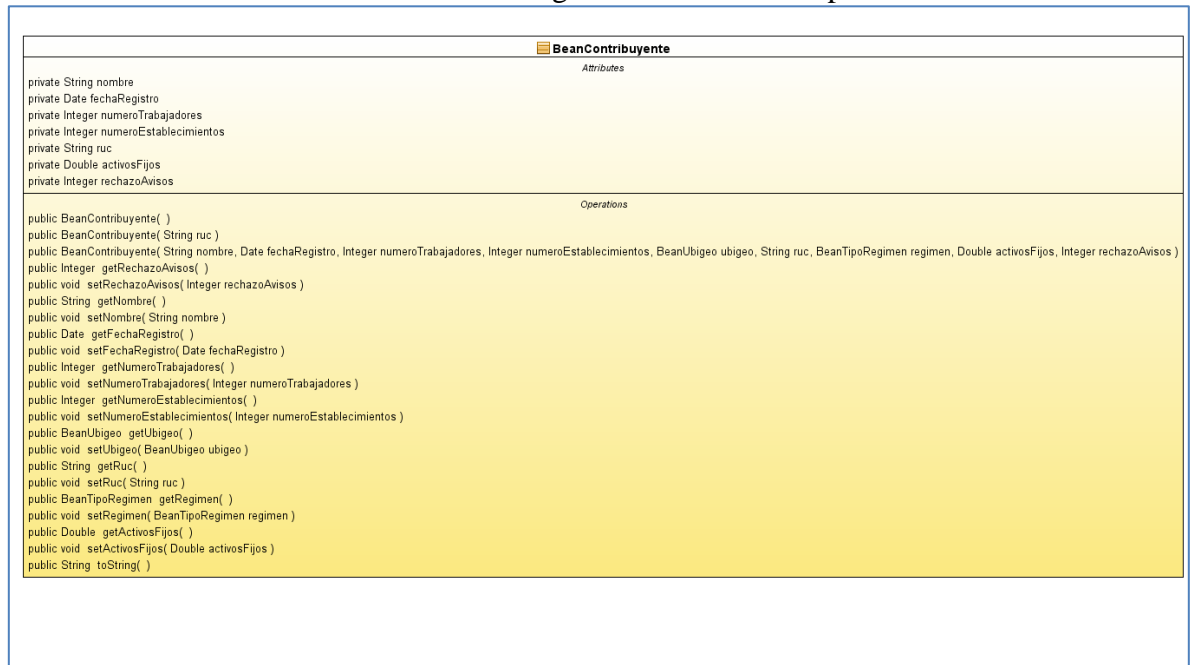 BeanContribuyente
Attributes
private String nombre
private Date fechaRegistro
private Integer numeroTrabajadores
private Integer numeroEstablecimientos
private String ruc
private Double activosFijos
private Integer rechazoAvisos
Operations
public BeanContribuyente( )
public BeanContribuyente( String ruc )
public BeanContribuyente( String nombre, Date fechaRegistro, Integer numeroTrabajadores, Integer numeroEstablecimientos, BeanUbigeo ubigeo, String ruc, BeanTipoRegimen regimen, Double activosFijos, Integer rechazoAvisos )
public Integer getRechazoAvisos( )
public void setRechazoAvisos( Integer rechazoAvisos )
public String getNombre( )
public void setNombre( String nombre )
public Date getFechaRegistro( )
public void setFechaRegistro( Date fechaRegistro )
public Integer getNumeroTrabajadores( )
public void setNumeroTrabajadores( Integer numeroTrabajadores )
public Integer getNumeroEstablecimientos( )
public void setNumeroEstablecimientos( Integer numeroEstablecimientos )
public BeanUbigeo getUbigeo( )
public void setUbigeo( BeanUbigeo ubigeo )
public String getRuc( )
public void setRuc( String ruc )
public BeanTipoRegimen getRegimen( )
public void setRegimen( BeanTipoRegimen regimen )
public Double getActivosFijos( )
public void setActivosFijos( Double activosFijos )
public String toString( )